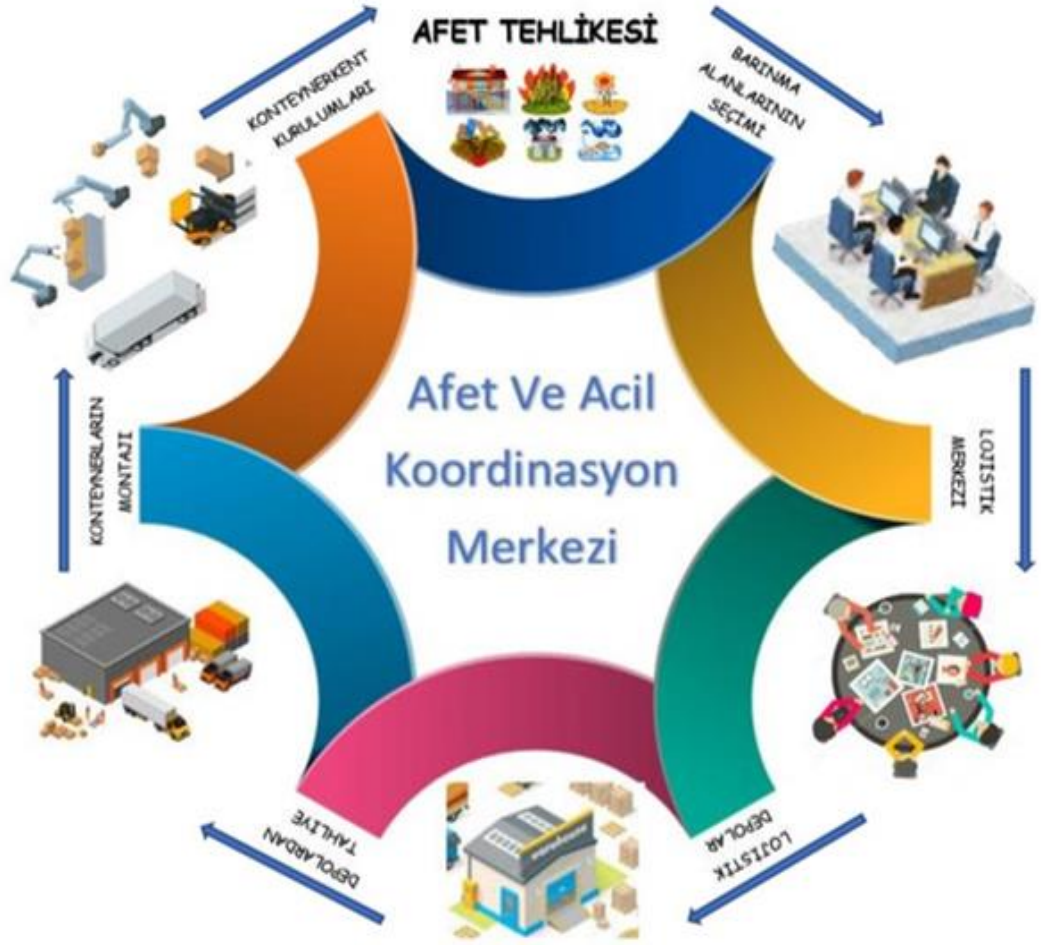 AFET TEHLİKESİ
BARINMA
ALANLARININ
SEÇİMİ
LOJİSTİK
MERKEZİ
LOJİSTİK
DEPOLAR
DEPOLARDAN
TAHLİYE
KONTEYNERLARIN
MONTAJI
KONTEYNERKENT
KURULUMLARI
Afet Ve Acil
Koordinasyon
Merkezi